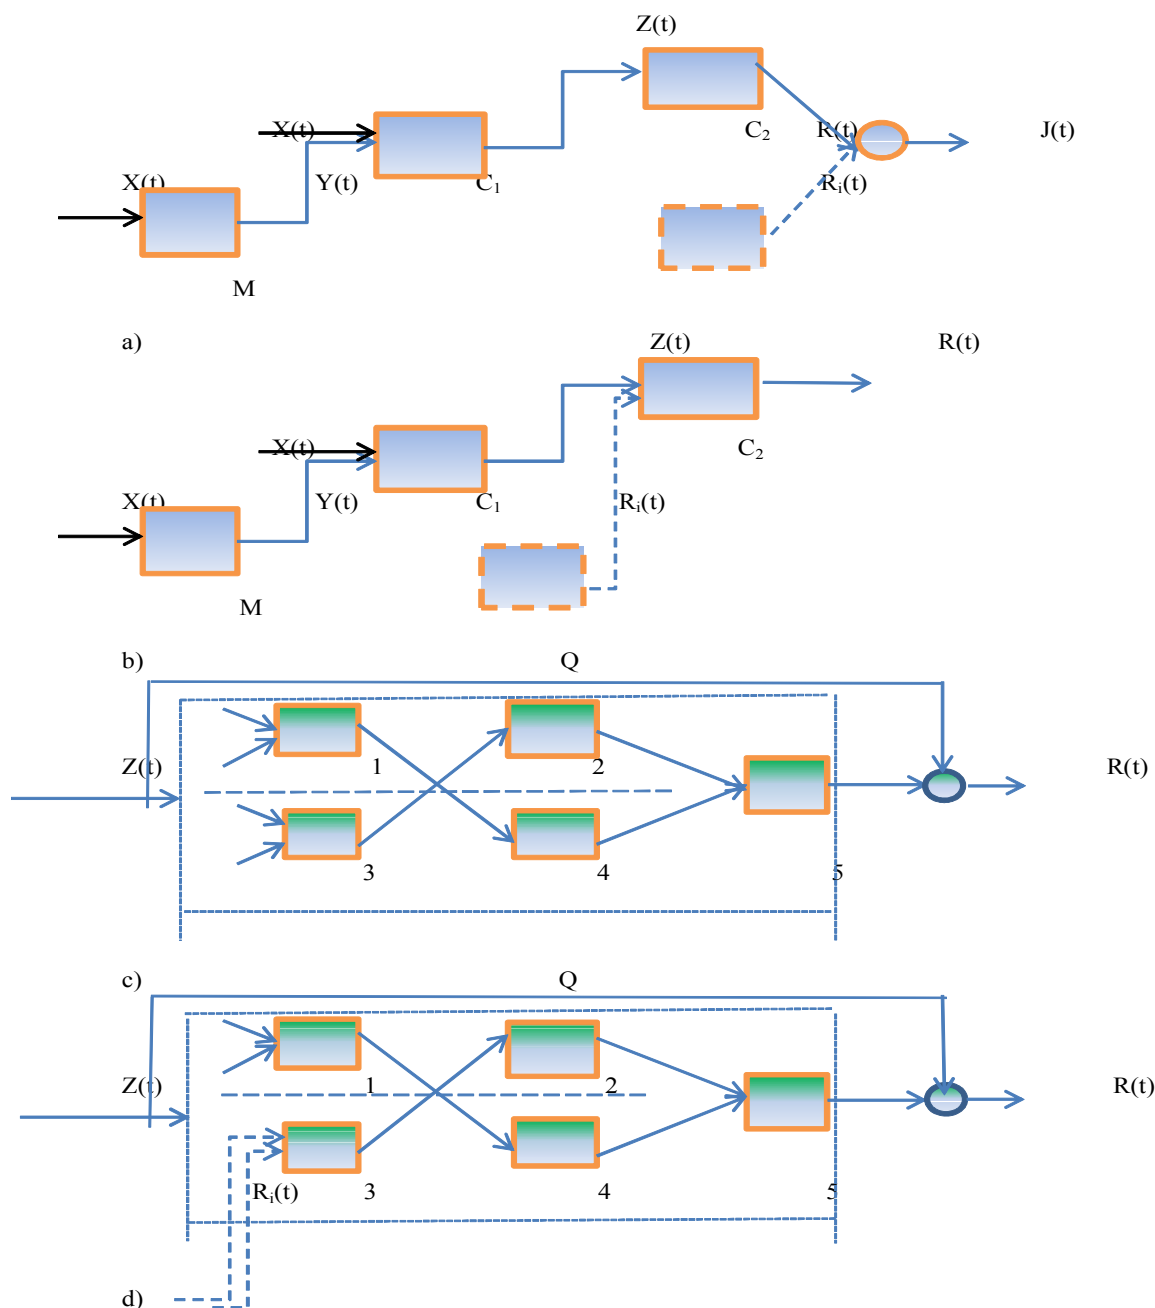 Z(t)
C₂ R(t) J(t)
X(t)
X(t) Y(t) C₁ Rᵢ(t)
M
a) Z(t) R(t)
X(t) C₂
X(t) Y(t) C₁ Rᵢ(t)
M
b) Q
Z(t) 1 2 R(t)
3 4 5
c) Q
Z(t) 1 2 R(t)
Rᵢ(t) 3 4 5
d)